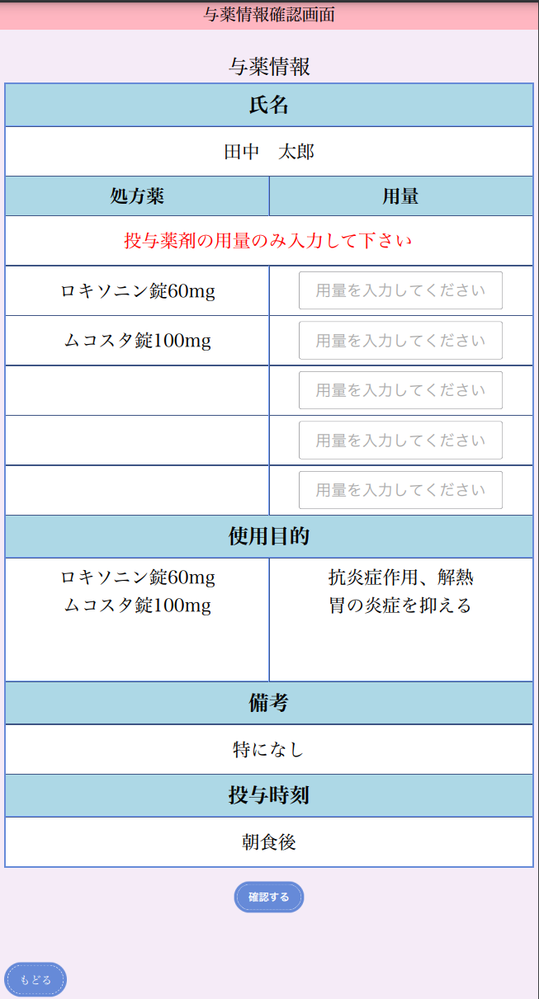 与薬情報確認画面
与薬情報
氏名
田中　太郎
処方薬 用量
投与薬剤の用量のみ入力して下さい
ロキソニン錠60mg 用量を入力してください
ムコスタ錠100mg 用量を入力してください
用量を入力してください
用量を入力してください
用量を入力してください
使用目的
ロキソニン錠60mg 抗炎症作用、解熱
ムコスタ錠100mg 胃の炎症を抑える
備考
特になし
投与時刻
朝食後
確認する
もどる